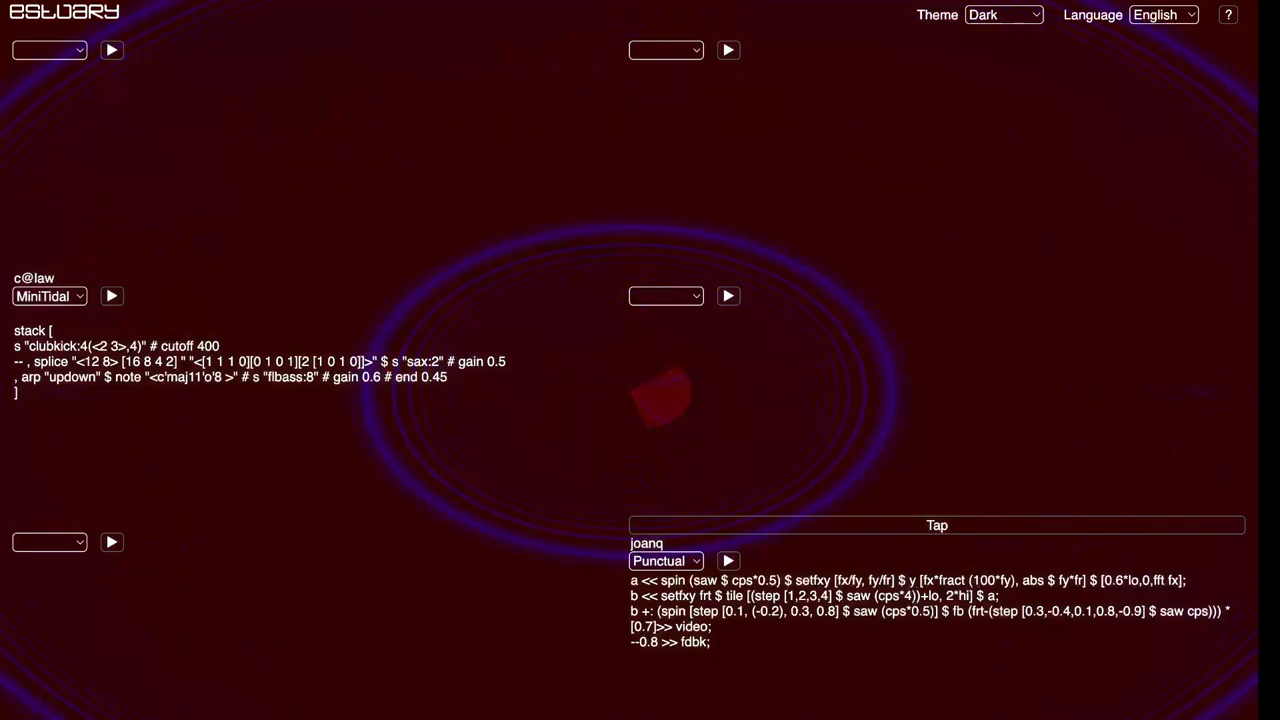 estuary
Theme Dark Language English ?
c@law
MiniTidal
stack [
s "clubkick:4(<2 3>,4)" # cutoff 400
-- , splice "<12 8> [16 8 4 2] " "<[1 1 1 0][0 1 0 1][2 [1 0 1 0]]>" $ s "sax:2" # gain 0.5
, arp "updown" $ note "<c'maj11'o'8 >" # s "flbass:8" # gain 0.6 # end 0.45
]
Tap
joanq
Punctual
a << spin (saw $ cps*0.5) $ setfxy [fx/fy, fy/fr] $ y [fx*fract (100*fy), abs $ fy*fr] $ [0.6*lo,0,fft fx];
b << setfxy frt $ tile [(step [1,2,3,4] $ saw (cps*4))+lo, 2*hi] $ a;
b +: (spin [step [0.1, (-0.2), 0.3, 0.8] $ saw (cps*0.5)] $ fb (frt-(step [0.3,-0.4,0.1,0.8,-0.9] $ saw cps))) *
[0.7]>> video;
--0.8 >> fdbk;